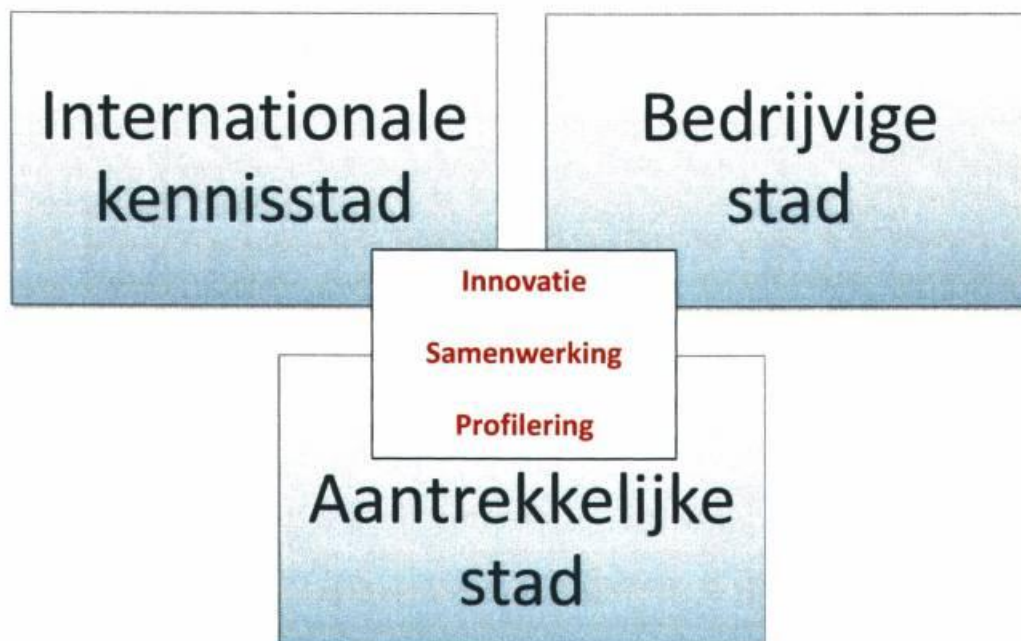 Internationale
kennisstad
Bedrijvige
stad
Innovatie
Samenwerking
Profilering
Aantrekkelijke
stad